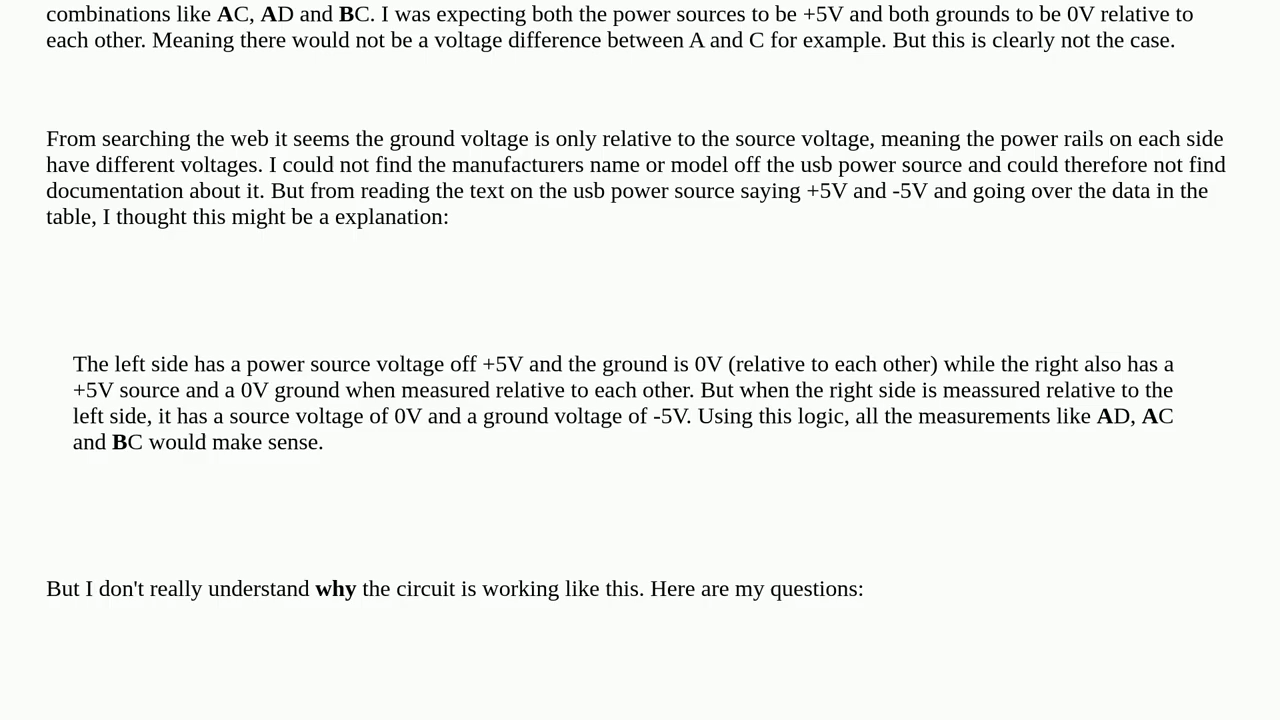 combinations like AC, AD and BC. I was expecting both the power sources to be +5V and both grounds to be 0V relative to
each other. Meaning there would not be a voltage difference between A and C for example. But this is clearly not the case.
From searching the web it seems the ground voltage is only relative to the source voltage, meaning the power rails on each side
have different voltages. I could not find the manufacturers name or model off the usb power source and could therefore not find
documentation about it. But from reading the text on the usb power source saying +5V and -5V and going over the data in the
table, I thought this might be a explanation:
The left side has a power source voltage off +5V and the ground is 0V (relative to each other) while the right also has a
+5V source and a 0V ground when measured relative to each other. But when the right side is meassured relative to the
left side, it has a source voltage of 0V and a ground voltage of -5V. Using this logic, all the measurements like AD, AC
and BC would make sense.
But I don't really understand why the circuit is working like this. Here are my questions: